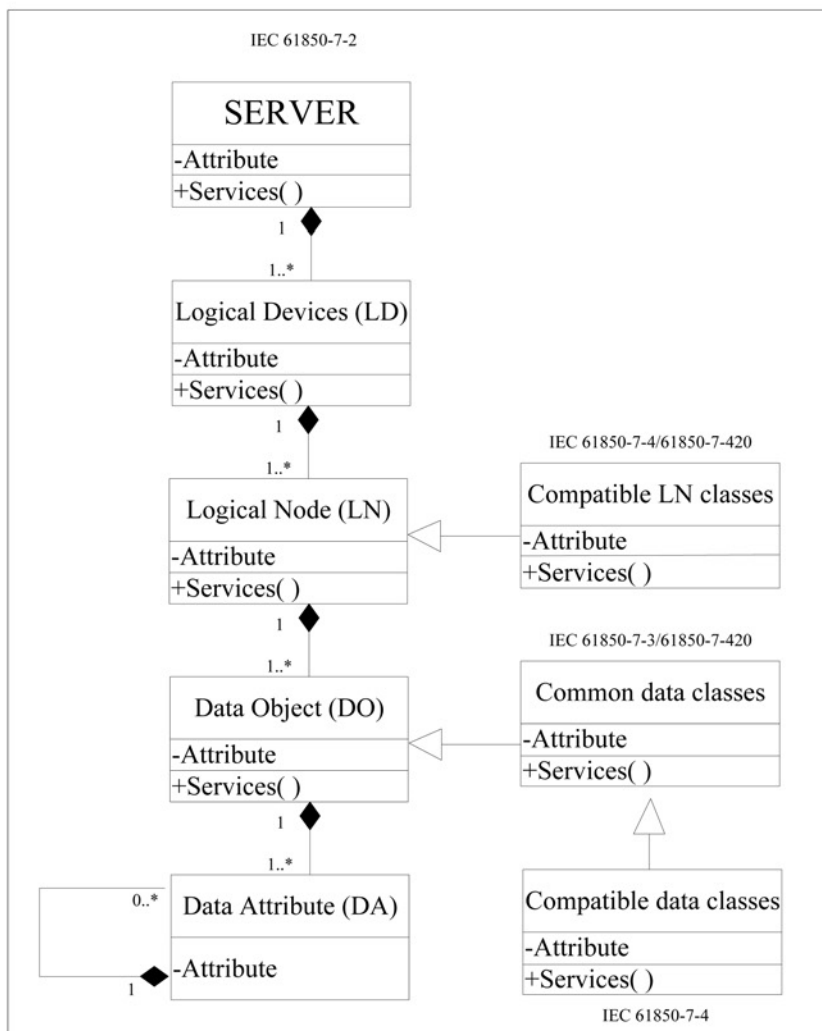 IEC 61850-7-2
SERVER
-Attribute
+Services( )
1
1..*
Logical Devices (LD)
-Attribute
+Services( )
1
1..*
Logical Node (LN)
-Attribute
+Services( )
1
1..*
Data Object (DO)
-Attribute
+Services( )
1
1..*
Data Attribute (DA)
-Attribute
0..*
1
IEC 61850-7-4/61850-7-420
Compatible LN classes
-Attribute
+Services( )
IEC 61850-7-3/61850-7-420
Common data classes
-Attribute
+Services( )
Compatible data classes
-Attribute
+Services( )
IEC 61850-7-4